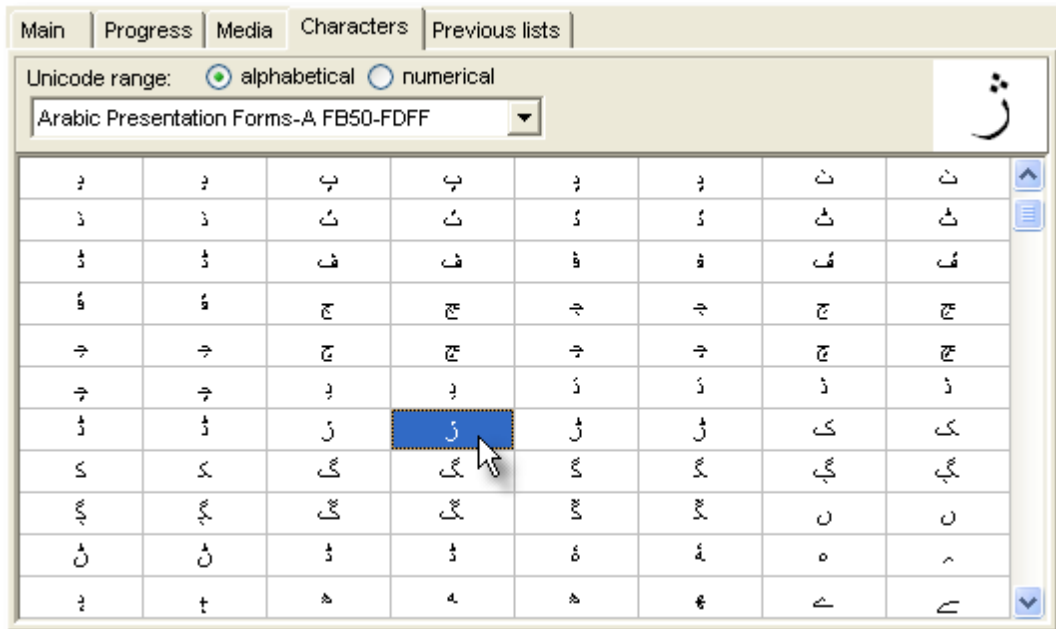 Main Progress Media Characters Previous lists
Unicode range: alphabetical numerical
Arabic Presentation Forms-A FB50-FDFF
ﮋ
ﭘ ﭙ ﭚ ﭛ ﭜ ﭝ ﭞ ﭟ
ﭠ ﭡ ﭢ ﭣ ﭤ ﭥ ﭦ ﭧ
ﭨ ﭩ ﭪ ﭫ ﭬ ﭭ ﭮ ﭯ
ﭰ ﭱ ﭲ ﭳ ﭴ ﭵ ﭶ ﭷ
ﭸ ﭹ ﭺ ﭻ ﭼ ﭽ ﭾ ﭿ
ﮀ ﮁ ﮂ ﮃ ﮄ ﮅ ﮆ ﮇ
ﮈ ﮉ ﮊ ﮋ ﮌ ﮍ ﮎ ﮏ
ﮐ ﮑ ﮒ ﮓ ﮔ ﮕ ﮖ ﮗ
ﮘ ﮙ ﮚ ﮛ ﮜ ﮝ ﮞ ﮟ
ﮠ ﮡ ﮢ ﮣ ﮤ ﮥ ﮦ ﮧ
ﮨ ﮩ ﮪ ﮫ ﮬ ﮭ ﮮ ﮯ